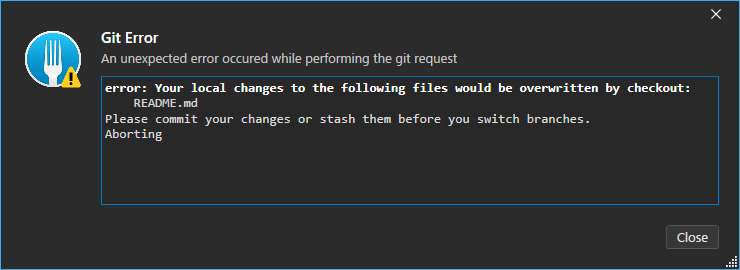 Git Error
An unexpected error occured while performing the git request
error: Your local changes to the following files would be overwritten by checkout:
README.md
Please commit your changes or stash them before you switch branches.
Aborting
Close